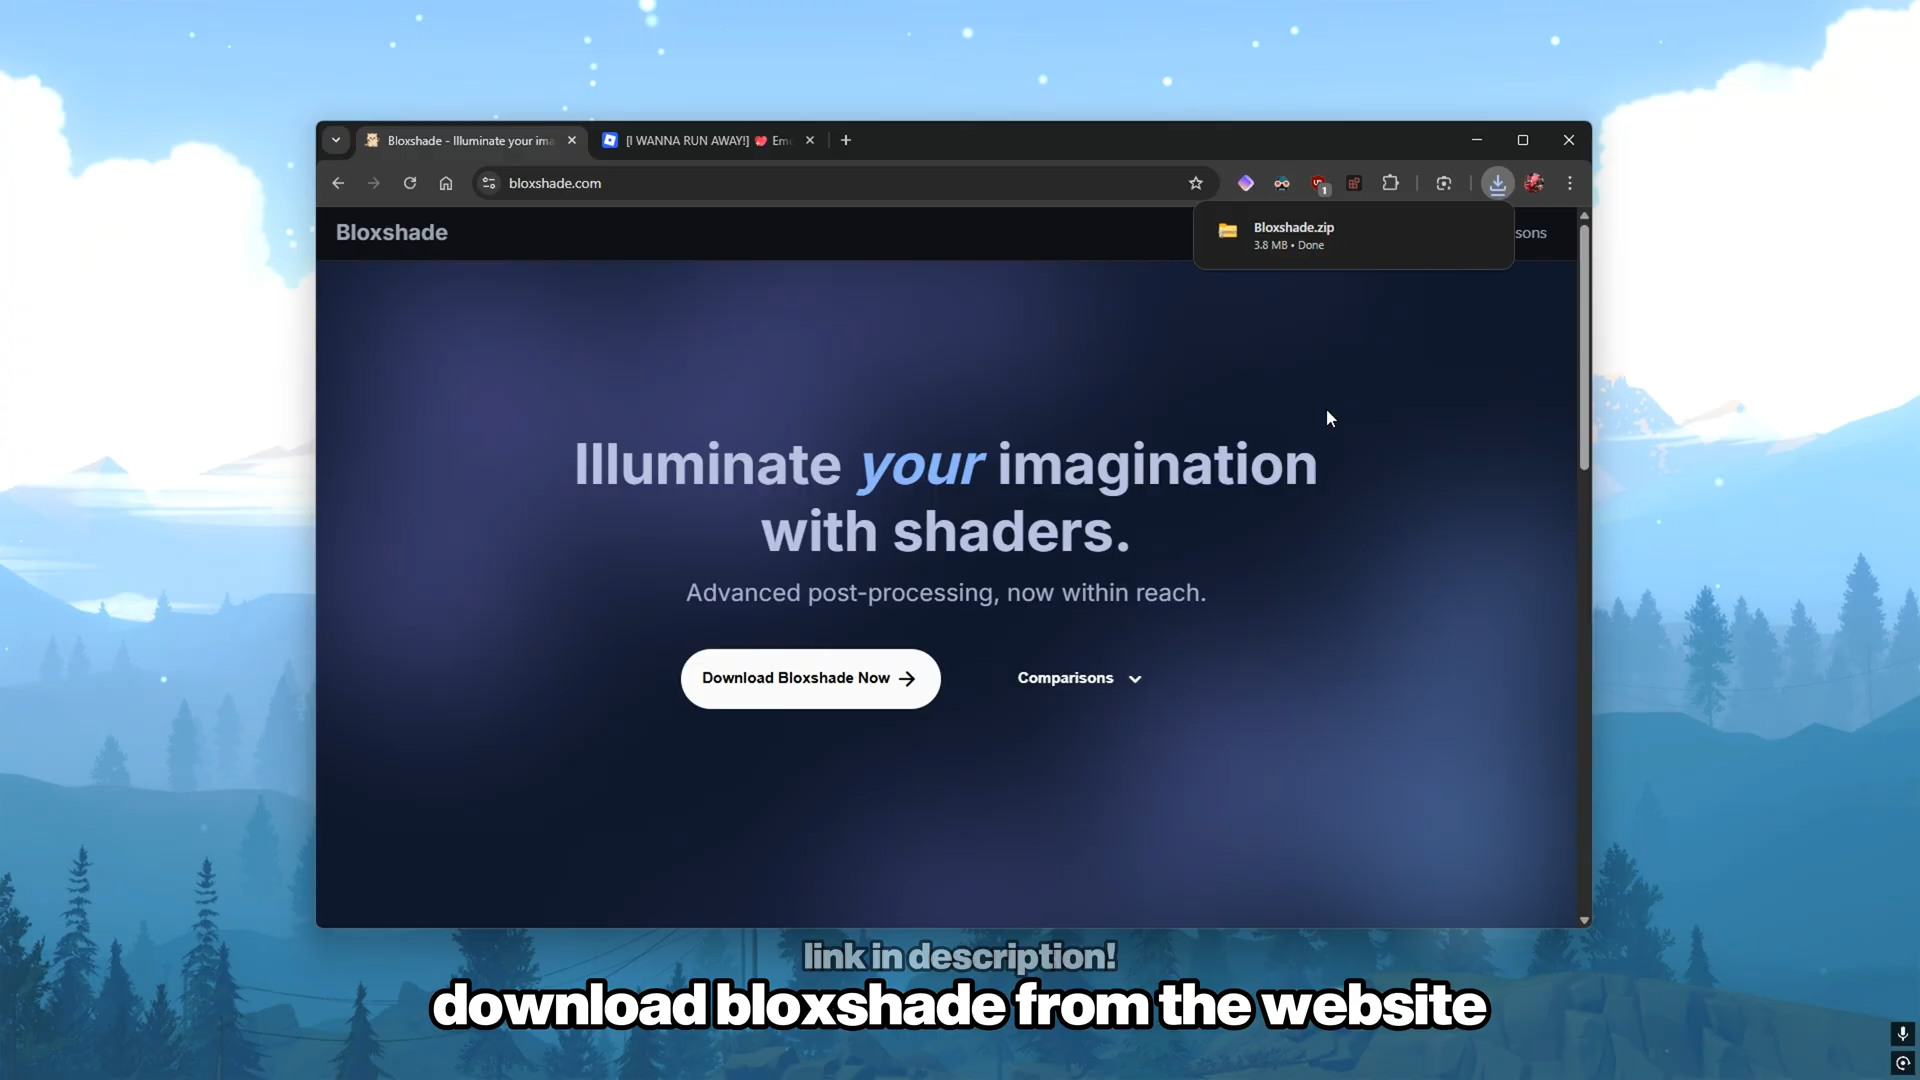 Bloxshade - Illuminate your ima
[I WANNA RUN AWAY!] ❤️ Emo
bloxshade.com
1
Bloxshade
Bloxshade.zip
3.8 MB • Done
sons
Illuminate your imagination
with shaders.
Advanced post-processing, now within reach.
Download Bloxshade Now →
Comparisons
link in description!
download bloxshade from the website